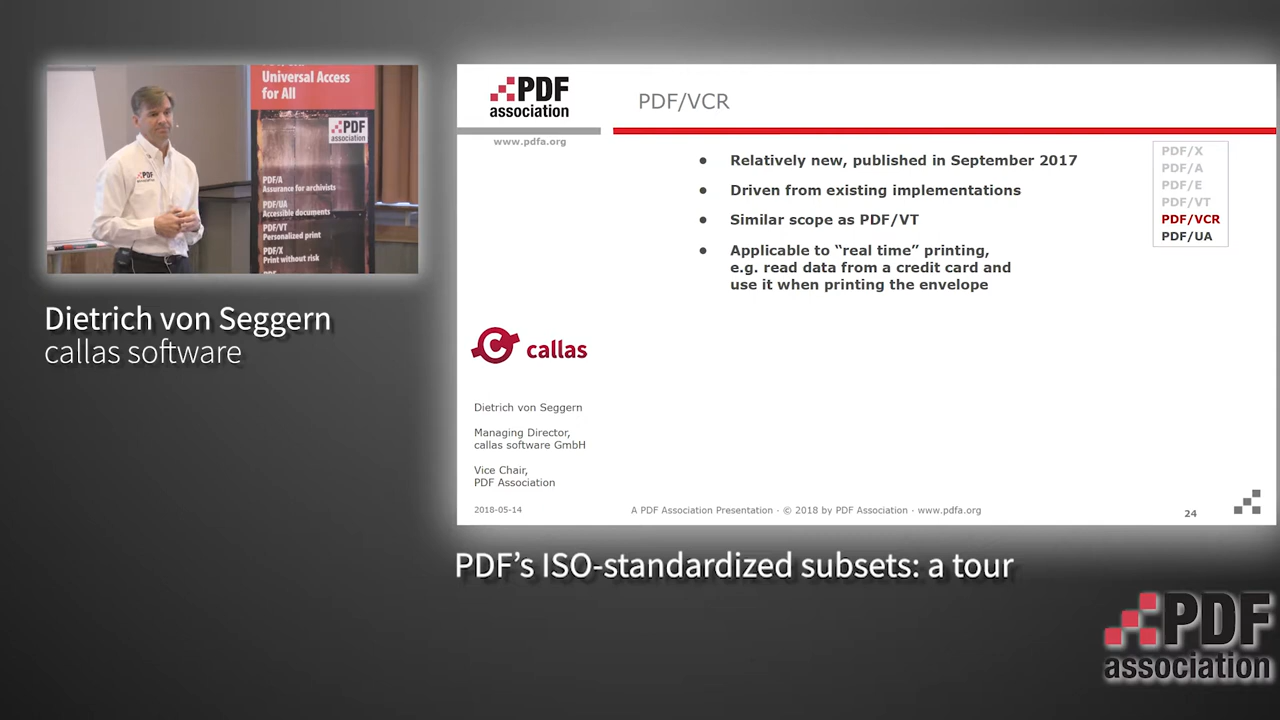 Universal Access
for All
PDF
association
PDF/A
Assurance for archivists
PDF/UA
Accessible documents
PDF/VT
Personalized print
PDF/X
Print without risk
PDF
Dietrich von Seggern
callas software
PDF
association
www.pdfa.org
PDF/VCR
• Relatively new, published in September 2017
• Driven from existing implementations
• Similar scope as PDF/VT
• Applicable to “real time” printing,
e.g. read data from a credit card and
use it when printing the envelope
PDF/X
PDF/A
PDF/E
PDF/VT
PDF/VCR
PDF/UA
callas
Dietrich von Seggern
Managing Director,
callas software GmbH
Vice Chair,
PDF Association
2018-05-14
A PDF Association Presentation · © 2018 by PDF Association · www.pdfa.org
24
PDF’s ISO-standardized subsets: a tour
PDF
association